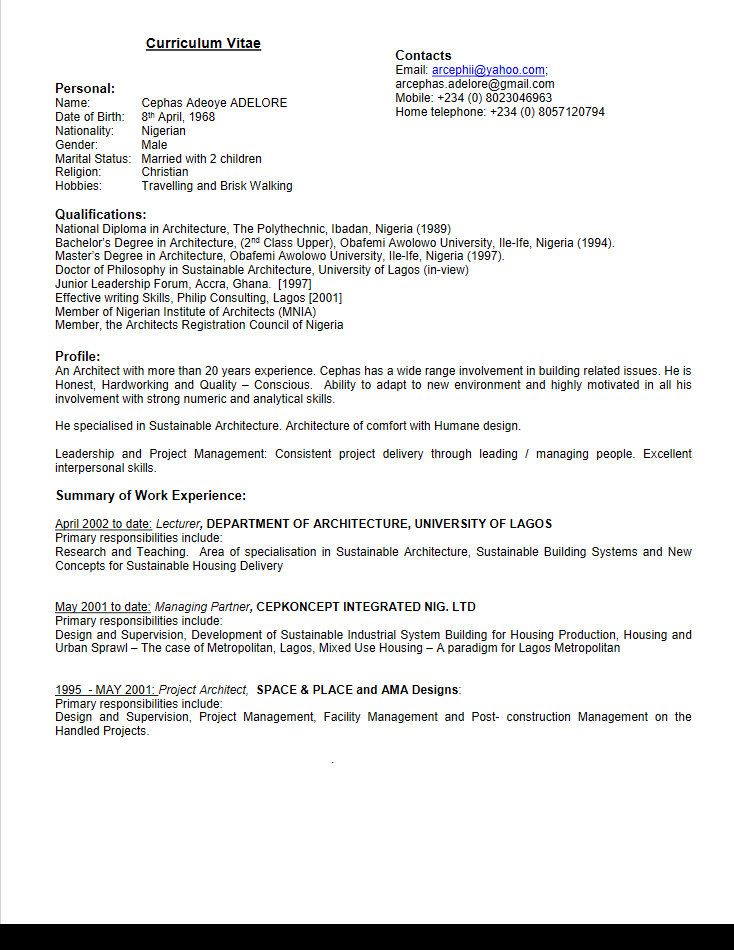 Curriculum Vitae
Contacts
Email: arcephii@yahoo.com;
arcephas.adelore@gmail.com
Mobile: +234 (0) 8023046963
Home telephone: +234 (0) 8057120794
Personal:
Name: Cephas Adeoye ADELORE
Date of Birth: 8th April, 1968
Nationality: Nigerian
Gender: Male
Marital Status: Married with 2 children
Religion: Christian
Hobbies: Travelling and Brisk Walking
Qualifications:
National Diploma in Architecture, The Polythechnic, Ibadan, Nigeria (1989)
Bachelor's Degree in Architecture, (2nd Class Upper), Obafemi Awolowo University, Ile-Ife, Nigeria (1994).
Master's Degree in Architecture, Obafemi Awolowo University, Ile-Ife, Nigeria (1997).
Doctor of Philosophy in Sustainable Architecture, University of Lagos (in-view)
Junior Leadership Forum, Accra, Ghana. [1997]
Effective writing Skills, Philip Consulting, Lagos [2001]
Member of Nigerian Institute of Architects (MNIA)
Member, the Architects Registration Council of Nigeria
Profile:
An Architect with more than 20 years experience. Cephas has a wide range involvement in building related issues. He is
Honest, Hardworking and Quality – Conscious. Ability to adapt to new environment and highly motivated in all his
involvement with strong numeric and analytical skills.
He specialised in Sustainable Architecture. Architecture of comfort with Humane design.
Leadership and Project Management: Consistent project delivery through leading / managing people. Excellent
interpersonal skills.
Summary of Work Experience:
April 2002 to date: Lecturer, DEPARTMENT OF ARCHITECTURE, UNIVERSITY OF LAGOS
Primary responsibilities include:
Research and Teaching. Area of specialisation in Sustainable Architecture, Sustainable Building Systems and New
Concepts for Sustainable Housing Delivery
May 2001 to date: Managing Partner, CEPKONCEPT INTEGRATED NIG. LTD
Primary responsibilities include:
Design and Supervision, Development of Sustainable Industrial System Building for Housing Production, Housing and
Urban Sprawl – The case of Metropolitan, Lagos, Mixed Use Housing – A paradigm for Lagos Metropolitan
1995 - MAY 2001: Project Architect, SPACE & PLACE and AMA Designs:
Primary responsibilities include:
Design and Supervision, Project Management, Facility Management and Post- construction Management on the
Handled Projects.
.